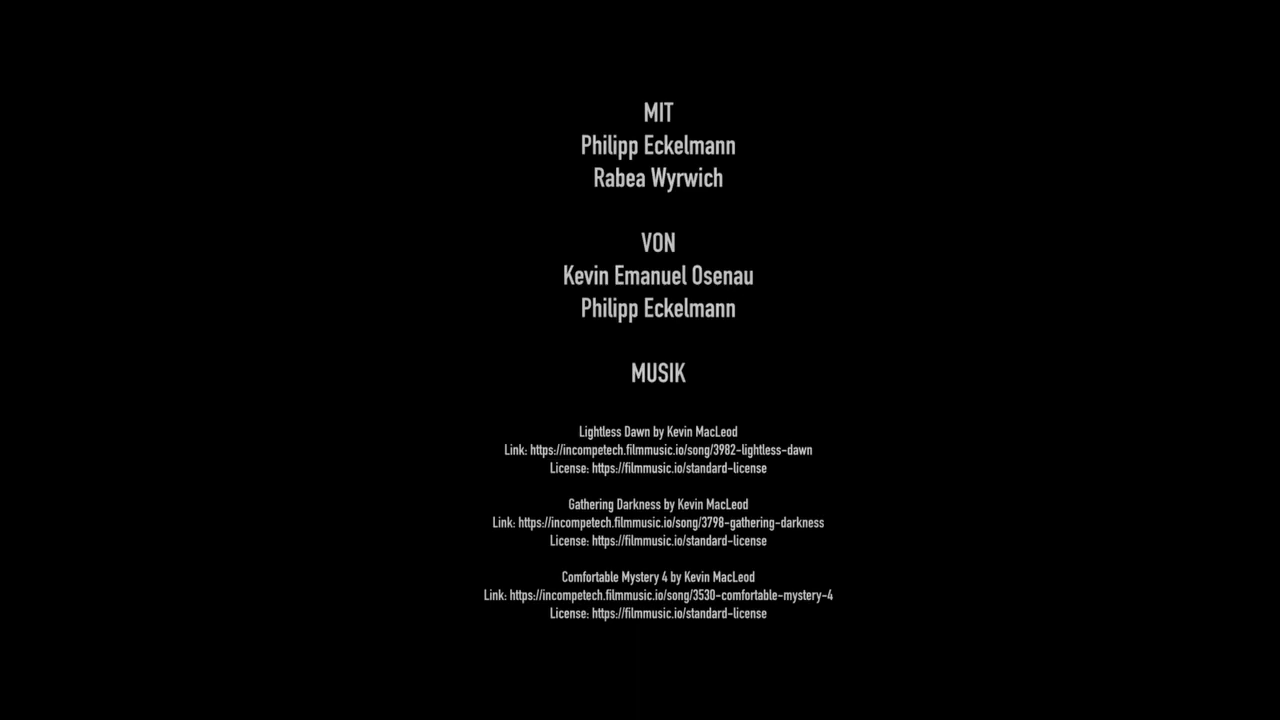 MIT
Philipp Eckelmann
Rabea Wyrwich
VON
Kevin Emanuel Osenau
Philipp Eckelmann
MUSIK
Lightless Dawn by Kevin MacLeod
Link: https://incompetech.filmmusic.io/song/3982-lightless-dawn
License: https://filmmusic.io/standard-license
Gathering Darkness by Kevin MacLeod
Link: https://incompetech.filmmusic.io/song/3798-gathering-darkness
License: https://filmmusic.io/standard-license
Comfortable Mystery 4 by Kevin MacLeod
Link: https://incompetech.filmmusic.io/song/3530-comfortable-mystery-4
License: https://filmmusic.io/standard-license